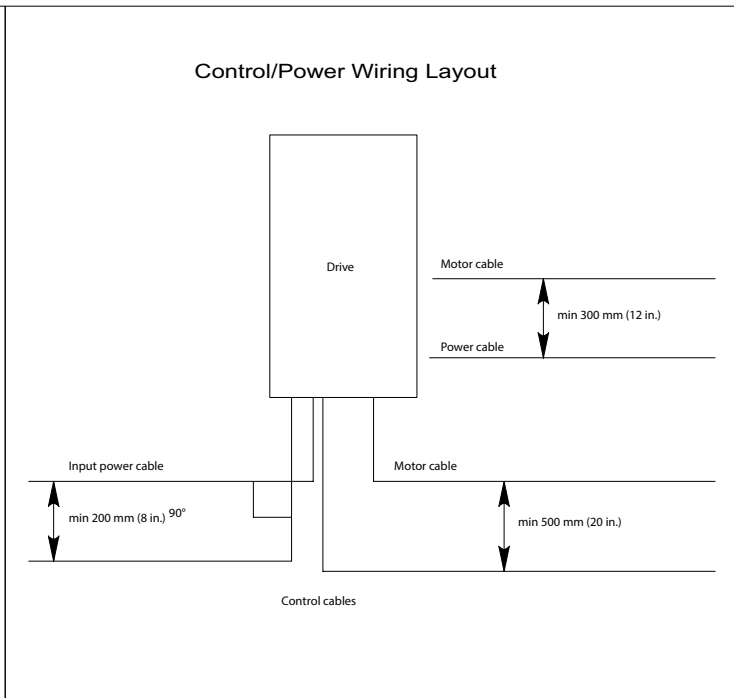 Control/Power Wiring Layout
Drive
Motor cable
min 300 mm (12 in.)
Power cable
Input power cable
Motor cable
min 200 mm (8 in.) 90°
min 500 mm (20 in.)
Control cables